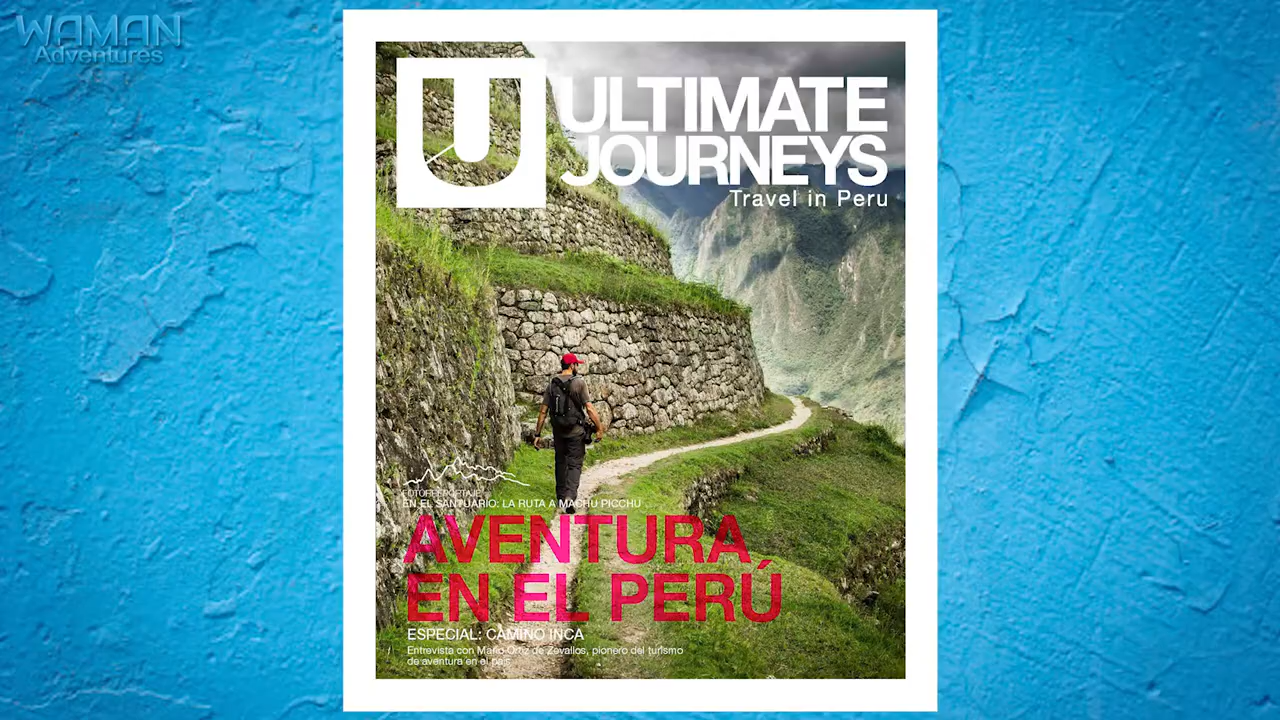 WAMAN
Adventures
U
ULTIMATE
JOURNEYS
Travel in Peru
FOTORREPORTAJE
EN EL SANTUARIO: LA RUTA A MACHU PICCHU
AVENTURA
EN EL PERÚ
ESPECIAL: CAMINO INCA
Entrevista con Mario Ortiz de Zevallos, pionero del turismo
de aventura en el país